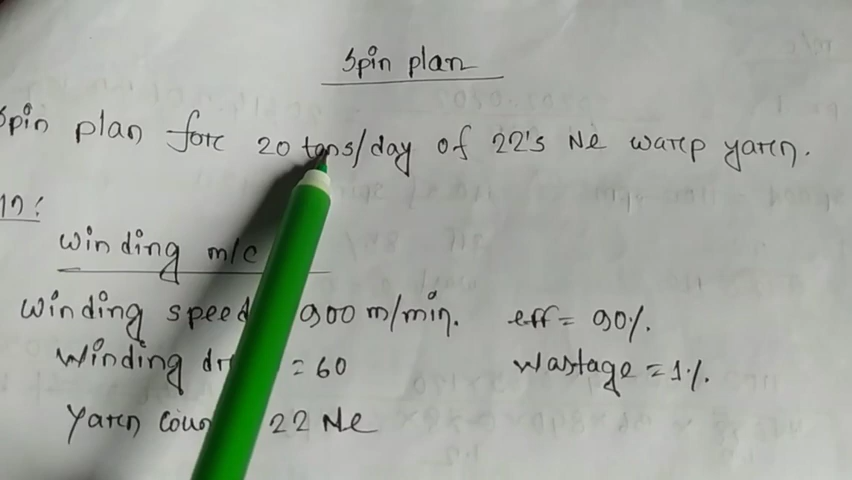 Spin plan
Spin plan for 20 tons/day of 22's Ne warp yarn.
winding m/c
Winding speed 900 m/min. eff = 90%.
Winding = 60 Wastage = 1%.
Yarn 22 Ne